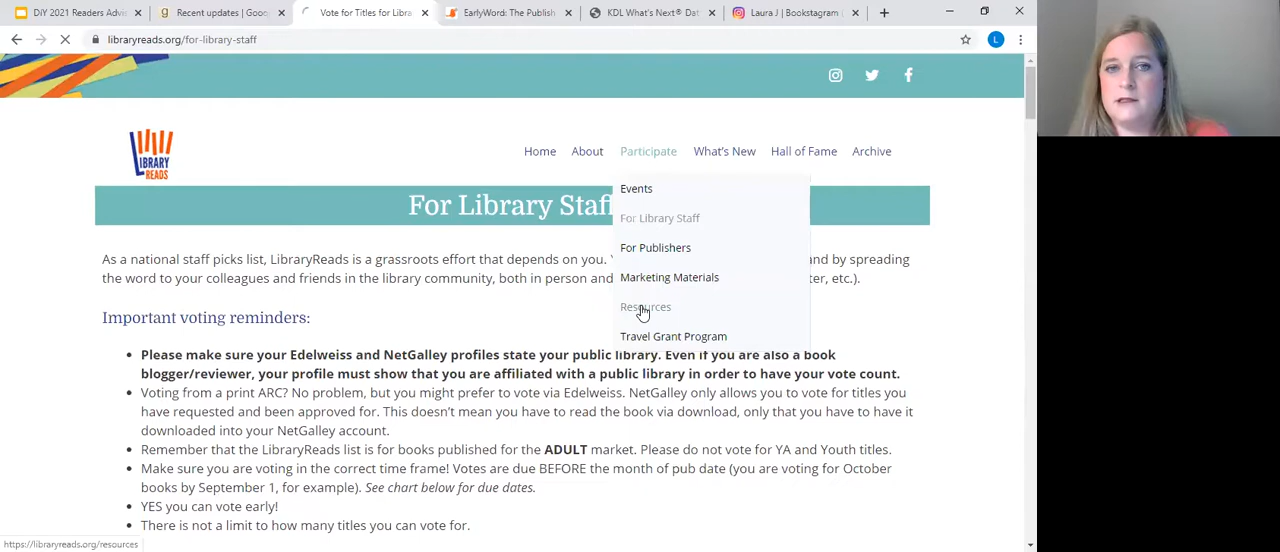 DiY 2021 Readers Advis
Recent updates | Goo
Vote for Titles for Libra
EarlyWord: The Publish
KDL What's Next® Dat
Laura J | Bookstagram (
libraryreads.org/for-library-staff
L
LIBRARY
READS
Home About Participate What's New Hall of Fame Archive
For Library Staff
Events
For Library Staff
For Publishers
Marketing Materials
Resources
Travel Grant Program
As a national staff picks list, LibraryReads is a grassroots effort that depends on you. and by spreading
the word to your colleagues and friends in the library community, both in person and ter, etc.).
Important voting reminders:
• Please make sure your Edelweiss and NetGalley profiles state your public library. Even if you are also a book
blogger/reviewer, your profile must show that you are affiliated with a public library in order to have your vote count.
• Voting from a print ARC? No problem, but you might prefer to vote via Edelweiss. NetGalley only allows you to vote for titles you
have requested and been approved for. This doesn't mean you have to read the book via download, only that you have to have it
downloaded into your NetGalley account.
• Remember that the LibraryReads list is for books published for the ADULT market. Please do not vote for YA and Youth titles.
• Make sure you are voting in the correct time frame! Votes are due BEFORE the month of pub date (you are voting for October
books by September 1, for example). See chart below for due dates.
• YES you can vote early!
• There is not a limit to how many titles you can vote for.
https://libraryreads.org/resources